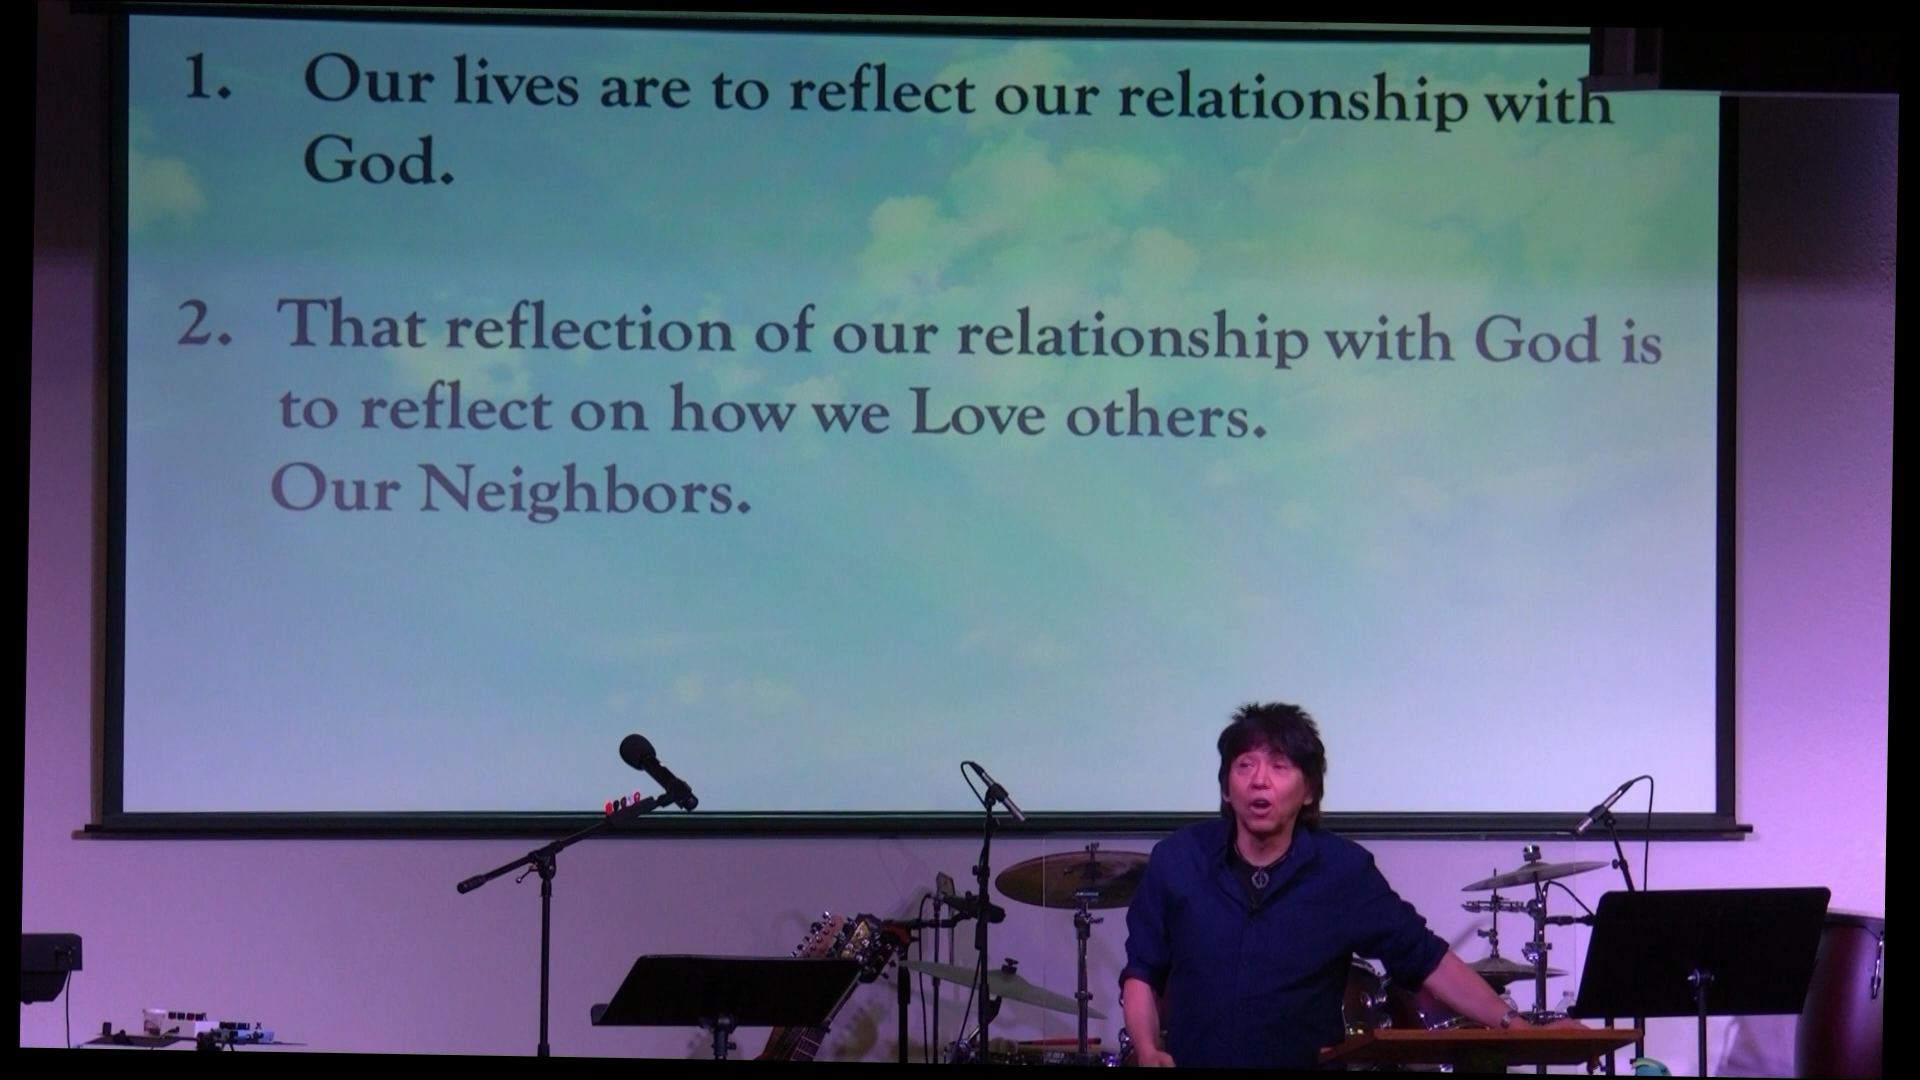 1. Our lives are to reflect our relationship with
God.
2. That reflection of our relationship with God is
to reflect on how we Love others.
Our Neighbors.